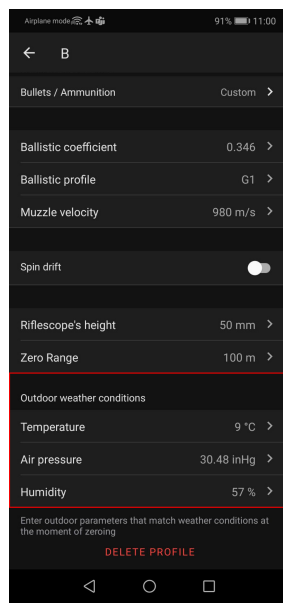 Airplane mode 91% 11:00
B
Bullets / Ammunition Custom
Ballistic coefficient 0.346
Ballistic profile G1
Muzzle velocity 980 m/s
Spin drift
Riflescope's height 50 mm
Zero Range 100 m
Outdoor weather conditions
Temperature 9 °C
Air pressure 30.48 inHg
Humidity 57 %
Enter outdoor parameters that match weather conditions at
the moment of zeroing
DELETE PROFILE